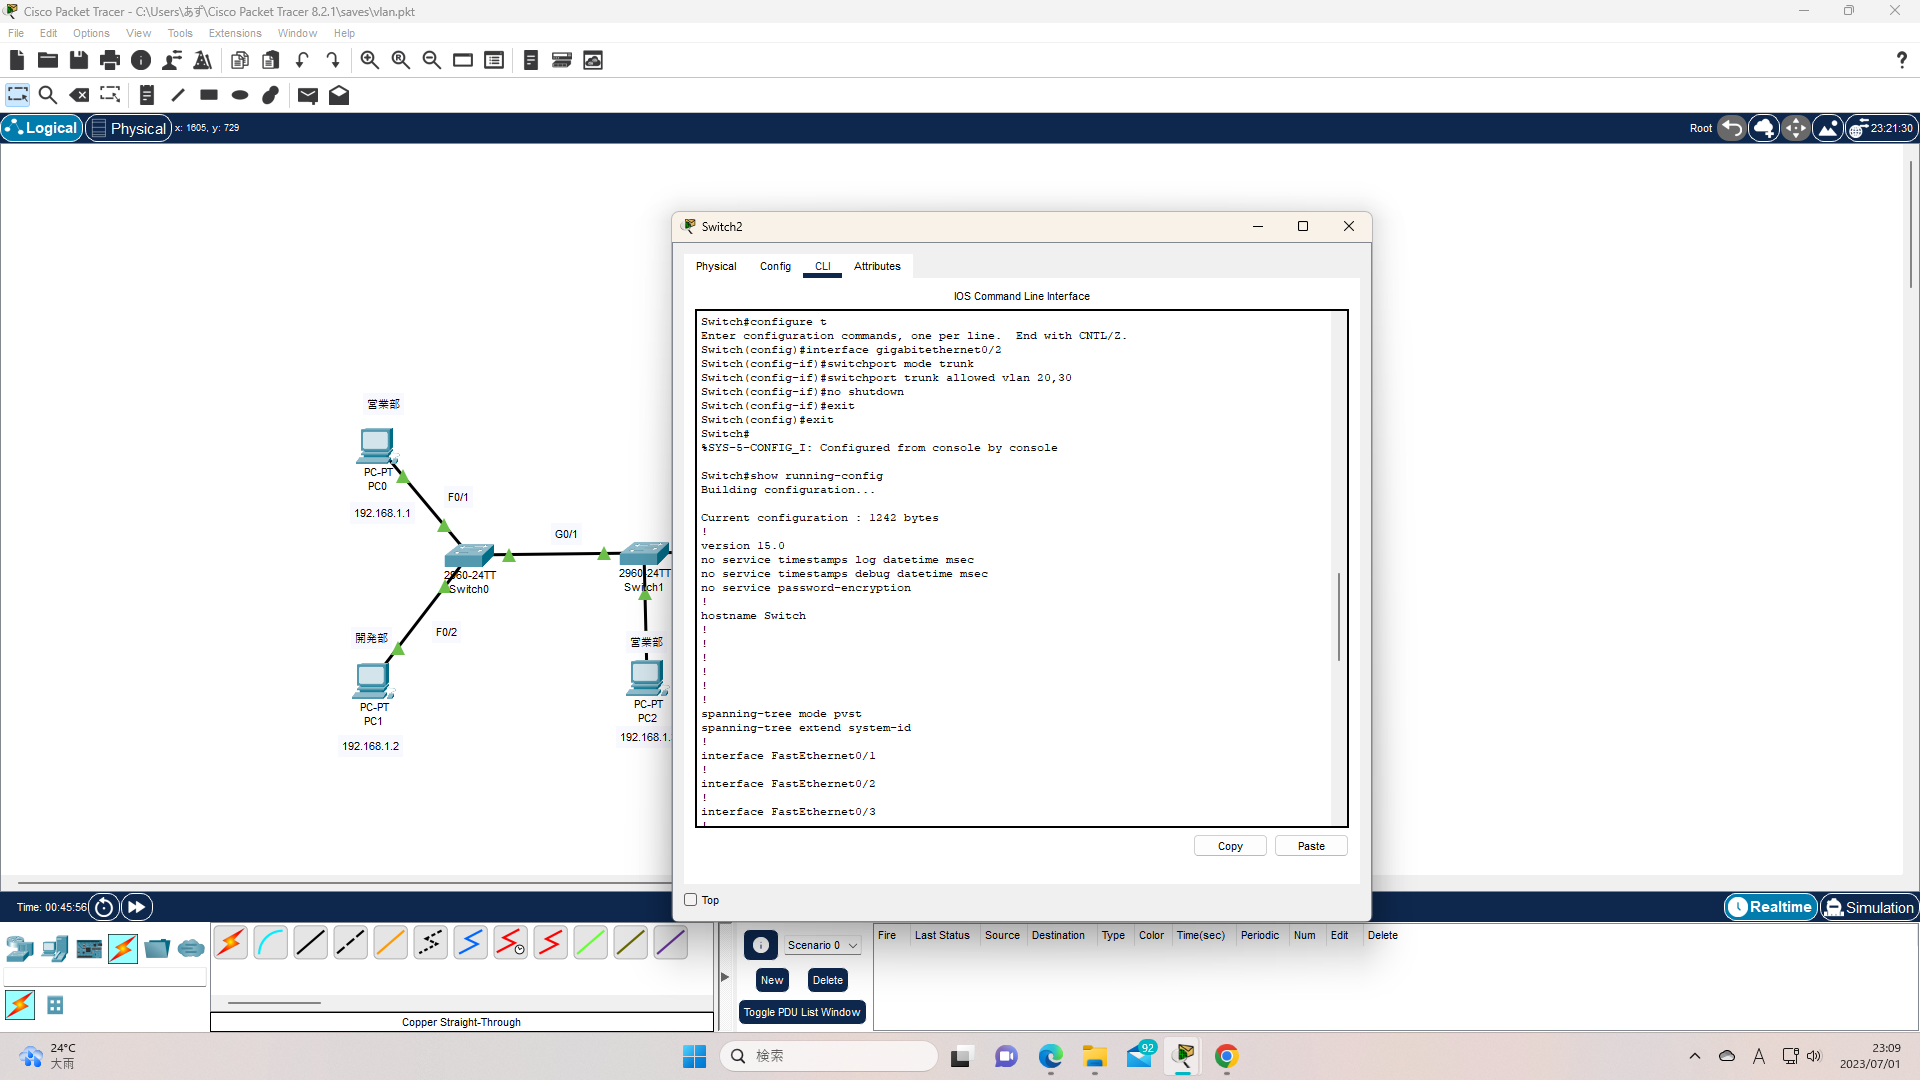 Cisco Packet Tracer - C:\Users\あず\Cisco Packet Tracer 8.2.1\saves\vlan.pkt
File Edit Options View Tools Extensions Window Help
?
Logical Physical x: 1605, y: 729 Root 23:21:30
営業部
PC-PT
PC0
192.168.1.1
F0/1
G0/1
2960-24TT
Switch0
2960-24TT
Switch1
F0/2
開発部
PC-PT
PC1
192.168.1.2
営業部
PC-PT
PC2
192.168.1.
Switch2
Physical Config CLI Attributes
IOS Command Line Interface
Switch#configure t
Enter configuration commands, one per line.  End with CNTL/Z.
Switch(config)#interface gigabitethernet0/2
Switch(config-if)#switchport mode trunk
Switch(config-if)#switchport trunk allowed vlan 20,30
Switch(config-if)#no shutdown
Switch(config-if)#exit
Switch(config)#exit
Switch#
%SYS-5-CONFIG_I: Configured from console by console
Switch#show running-config
Building configuration...
Current configuration : 1242 bytes
!
version 15.0
no service timestamps log datetime msec
no service timestamps debug datetime msec
no service password-encryption
!
hostname Switch
!
!
!
!
!
!
spanning-tree mode pvst
spanning-tree extend system-id
!
interface FastEthernet0/1
!
interface FastEthernet0/2
!
interface FastEthernet0/3
!
Copy Paste
Top
Time: 00:45:56 Realtime Simulation
Scenario 0
New Delete
Toggle PDU List Window
Fire Last Status Source Destination Type Color Time(sec) Periodic Num Edit Delete
Copper Straight-Through
24°C
大雨
検索
92
A
23:09
2023/07/01